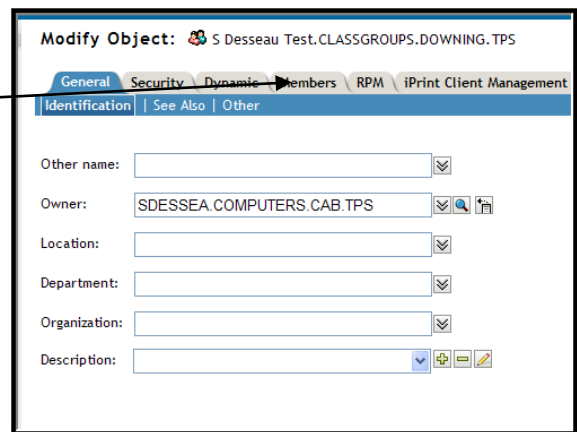 Modify Object: S Desseau Test.CLASSGROUPS.DOWNING.TPS
General Security Dynamic Members RPM iPrint Client Management
Identification | See Also | Other
Other name:
Owner: SDESSEA.COMPUTERS.CAB.TPS
Location:
Department:
Organization:
Description: